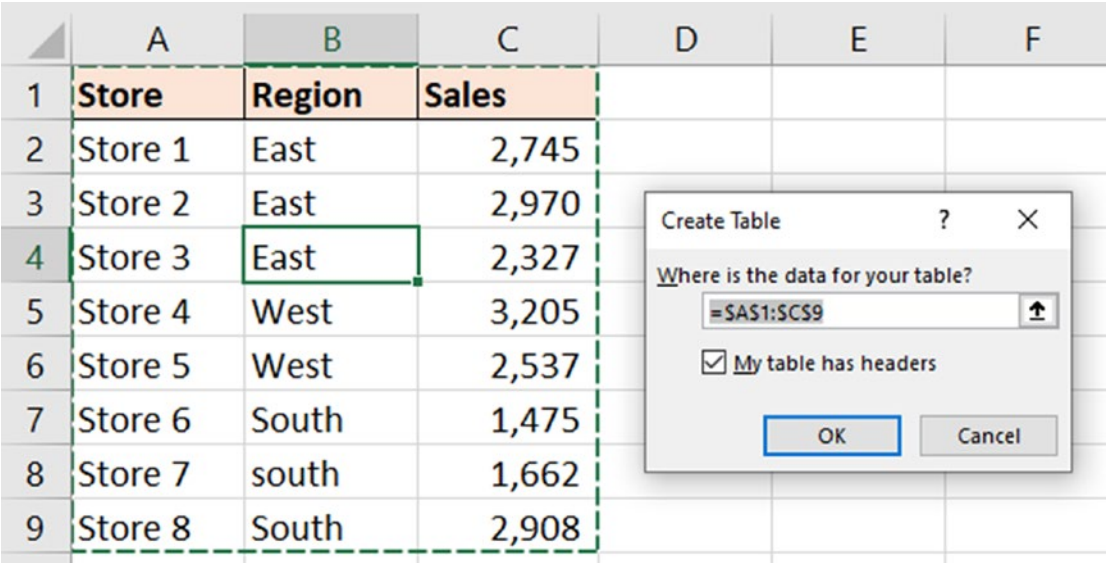 A B C D E F
1 Store Region Sales
2 Store 1 East 2,745
3 Store 2 East 2,970
4 Store 3 East 2,327
5 Store 4 West 3,205
6 Store 5 West 2,537
7 Store 6 South 1,475
8 Store 7 south 1,662
9 Store 8 South 2,908
Create Table ? ×
Where is the data for your table?
=$A$1:$C$9
My table has headers
OK Cancel